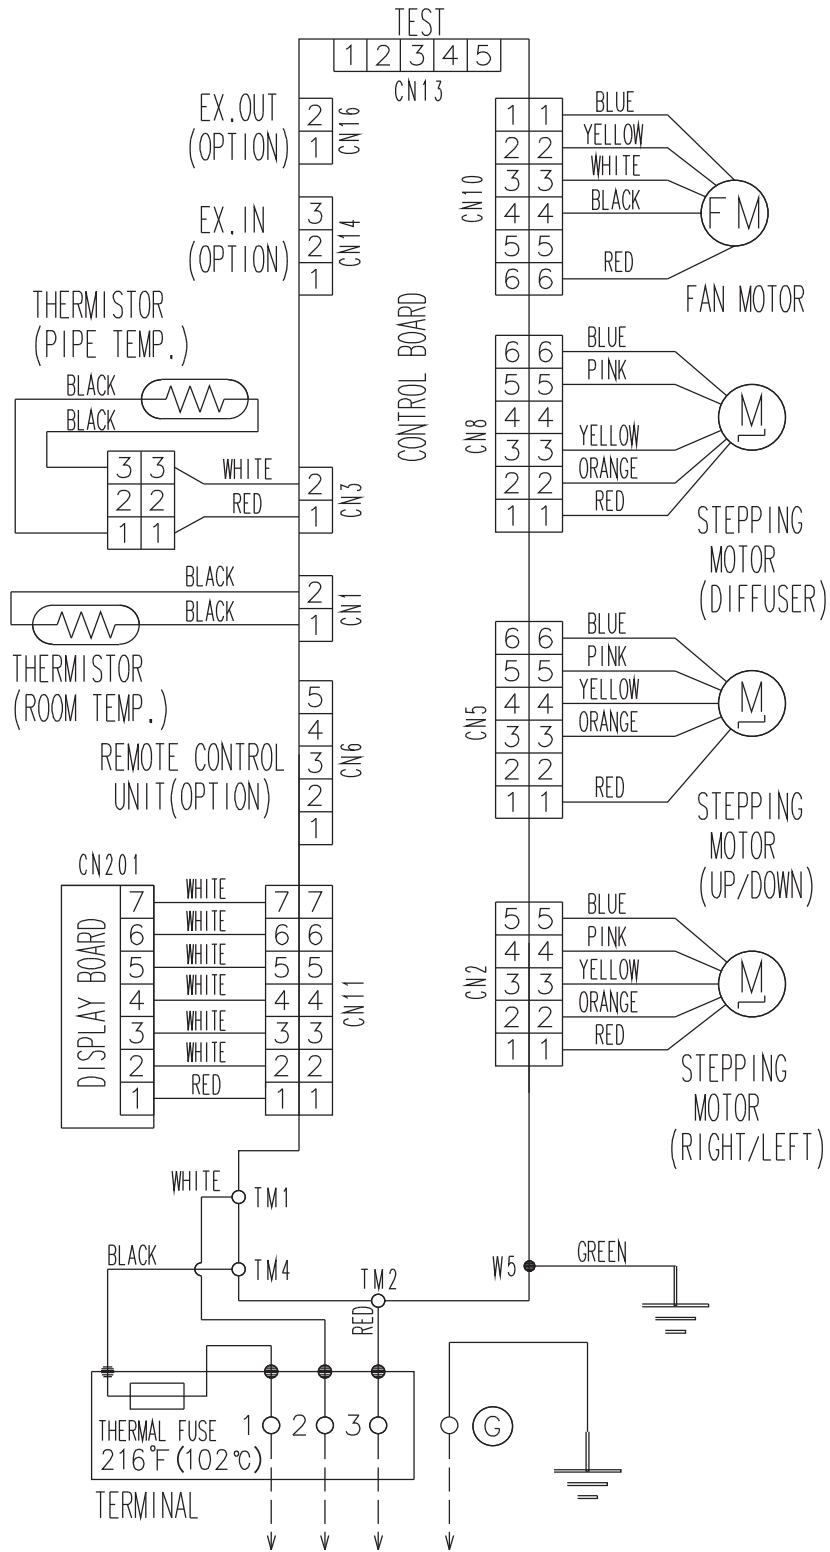 TEST
1 2 3 4 5
CN13
EX.OUT
(OPTION)
2
1
CN16
EX.IN
(OPTION)
3
2
1
CN14
THERMISTOR
(PIPE TEMP.)
BLACK
BLACK
3 3
2 2
1 1
WHITE
RED
2
1
CN3
BLACK
BLACK
2
1
CN1
THERMISTOR
(ROOM TEMP.)
REMOTE CONTROL
UNIT(OPTION)
5
4
3
2
1
CN6
CN201
DISPLAY BOARD
7 WHITE 7 7
6 WHITE 6 6
5 WHITE 5 5
4 WHITE 4 4
3 WHITE 3 3
2 WHITE 2 2
1 RED 1 1
CN11
CONTROL BOARD
CN10
1 1 BLUE
2 2 YELLOW
3 3 WHITE
4 4 BLACK
5 5
6 6 RED
FM
FAN MOTOR
CN8
6 6 BLUE
5 5 PINK
4 4
3 3 YELLOW
2 2 ORANGE
1 1 RED
M
STEPPING
MOTOR
(DIFFUSER)
CN5
6 6 BLUE
5 5 PINK
4 4 YELLOW
3 3 ORANGE
2 2
1 1 RED
M
STEPPING
MOTOR
(UP/DOWN)
CN2
5 5 BLUE
4 4 PINK
3 3 YELLOW
2 2 ORANGE
1 1 RED
M
STEPPING
MOTOR
(RIGHT/LEFT)
WHITE TM1
BLACK TM4
TM2
RED
W5 GREEN
THERMAL FUSE
216°F(102℃)
1 2 3 G
TERMINAL